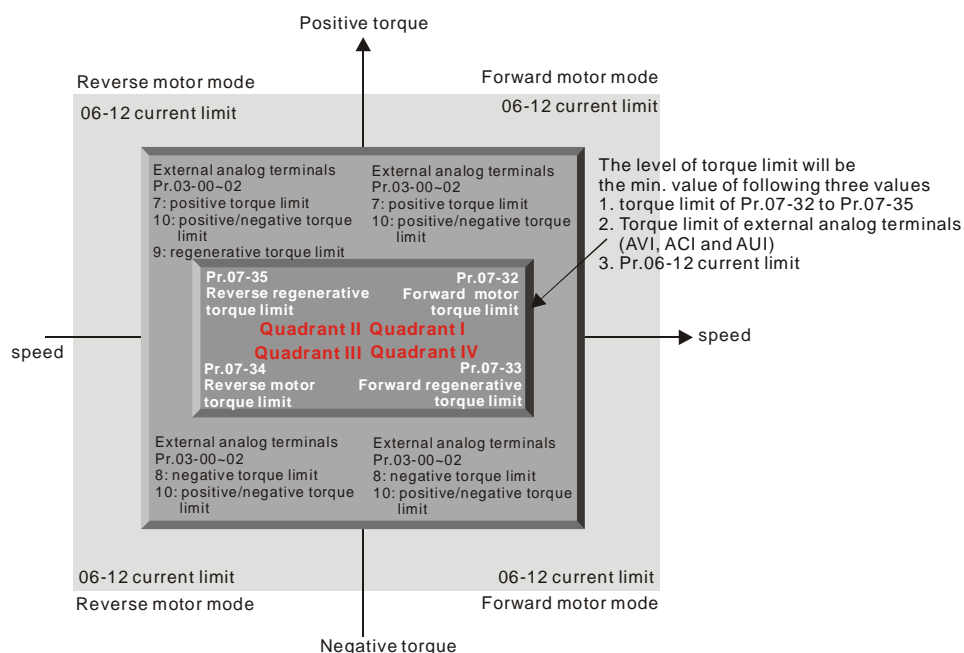 Positive torque
Reverse motor mode
Forward motor mode
06-12 current limit
06-12 current limit
External analog terminals
Pr.03-00~02
7: positive torque limit
10: positive/negative torque
limit
9: regenerative torque limit
External analog terminals
Pr.03-00~02
7: positive torque limit
10: positive/negative torque
limit
The level of torque limit will be
the min. value of following three values
1. torque limit of Pr.07-32 to Pr.07-35
2. Torque limit of external analog terminals
(AVI, ACI and AUI)
3. Pr.06-12 current limit
Pr.07-35
Reverse regenerative
torque limit
Pr.07-32
Forward motor
torque limit
Quadrant II Quadrant I
Quadrant III Quadrant IV
speed
speed
Pr.07-34
Reverse motor
torque limit
Pr.07-33
Forward regenerative
torque limit
External analog terminals
Pr.03-00~02
8: negative torque limit
10: positive/negative torque
limit
External analog terminals
Pr.03-00~02
8: negative torque limit
10: positive/negative torque
limit
06-12 current limit
06-12 current limit
Reverse motor mode
Forward motor mode
Negative torque